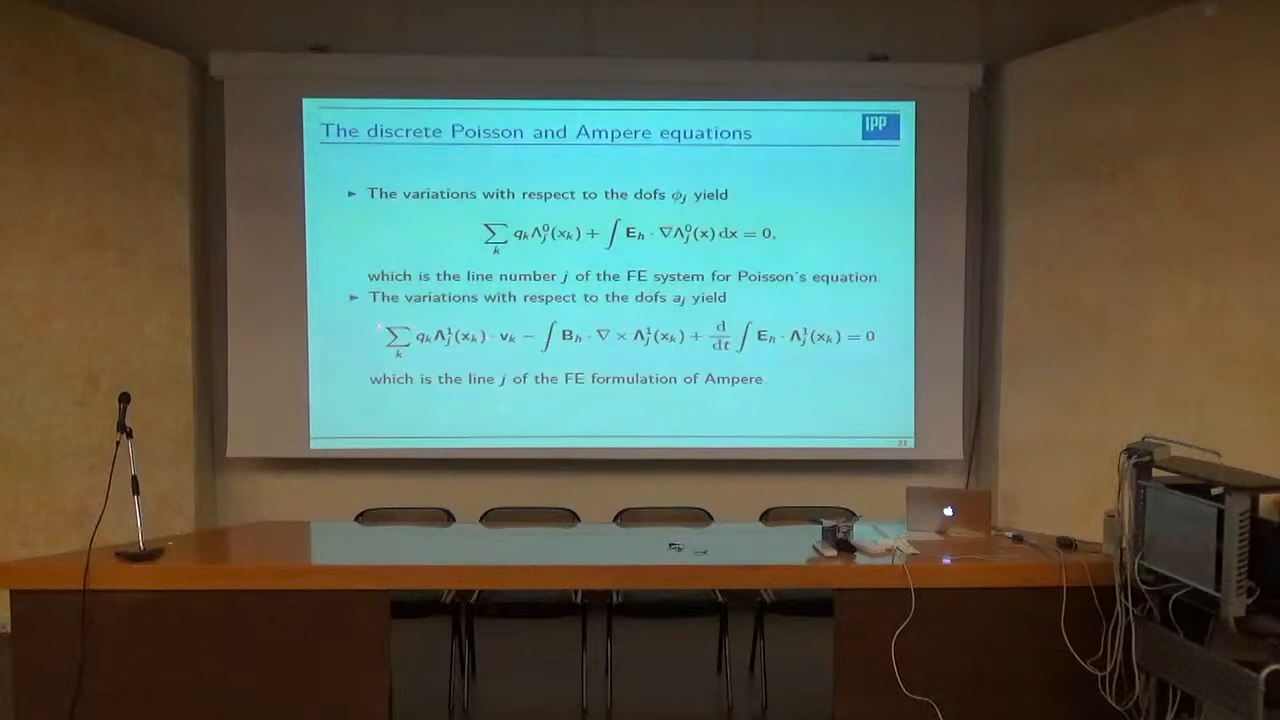 The discrete Poisson and Ampere equations
IPP
► The variations with respect to the dofs ϕ_j yield
∑_k q_k Λ_j^0(x_k) + ∫ E_h · ∇Λ_j^0(x) dx = 0,
which is the line number j of the FE system for Poisson's equation.
► The variations with respect to the dofs a_j yield
∑_k q_k Λ_j^1(x_k) · v_k − ∫ B_h · ∇ × Λ_j^1(x_k) + d/dt ∫ E_h · Λ_j^1(x_k) = 0
which is the line j of the FE formulation of Ampere.